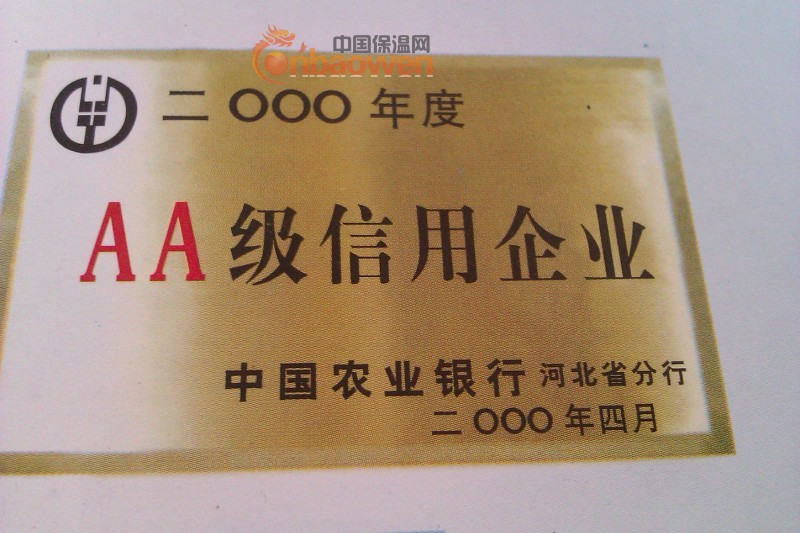 中国保温网
Cnbaowen
二OOO年度
AA级信用企业
中国农业银行 河北省分行
二OOO年四月